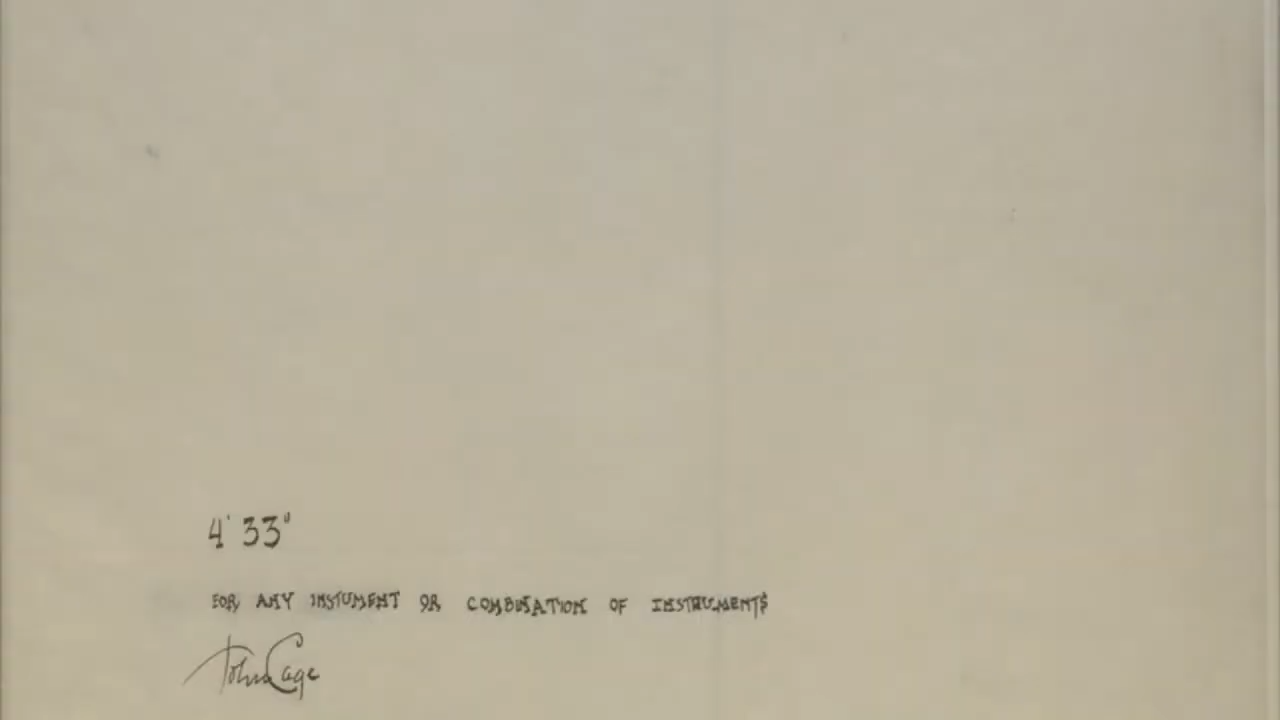 4' 33"
FOR ANY INSTUMENT OR COMBINATION OF INSTRUMENTS
John Cage